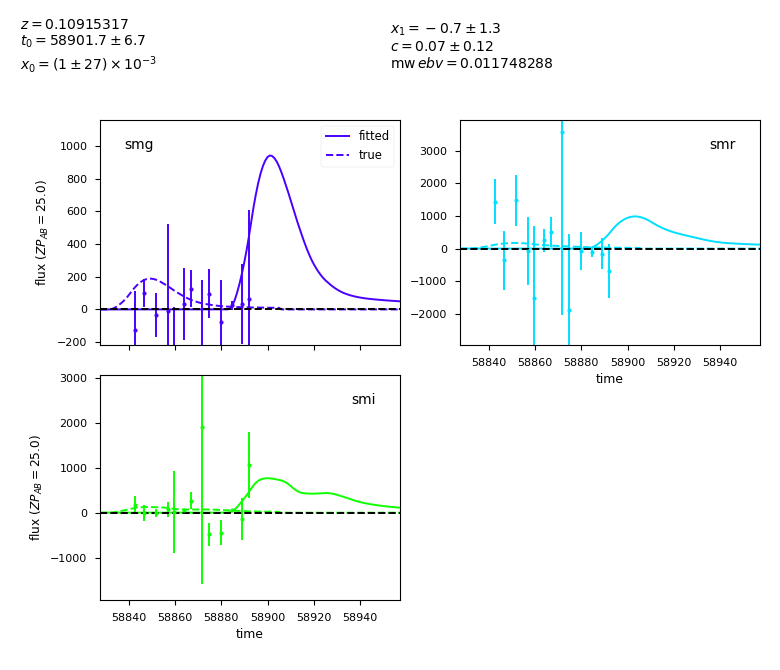 z = 0.10915317
t₀ = 58901.7 ± 6.7
x₀ = (1 ± 27) × 10⁻³
x₁ = −0.7 ± 1.3
c = 0.07 ± 0.12
mw ebv = 0.011748288
smg
fitted
true
1000
800
600
400
200
0
−200
flux (ZP_AB = 25.0)
smr
3000
2000
1000
0
−1000
−2000
58840 58860 58880 58900 58920 58940
time
smi
3000
2000
1000
0
−1000
flux (ZP_AB = 25.0)
58840 58860 58880 58900 58920 58940
time